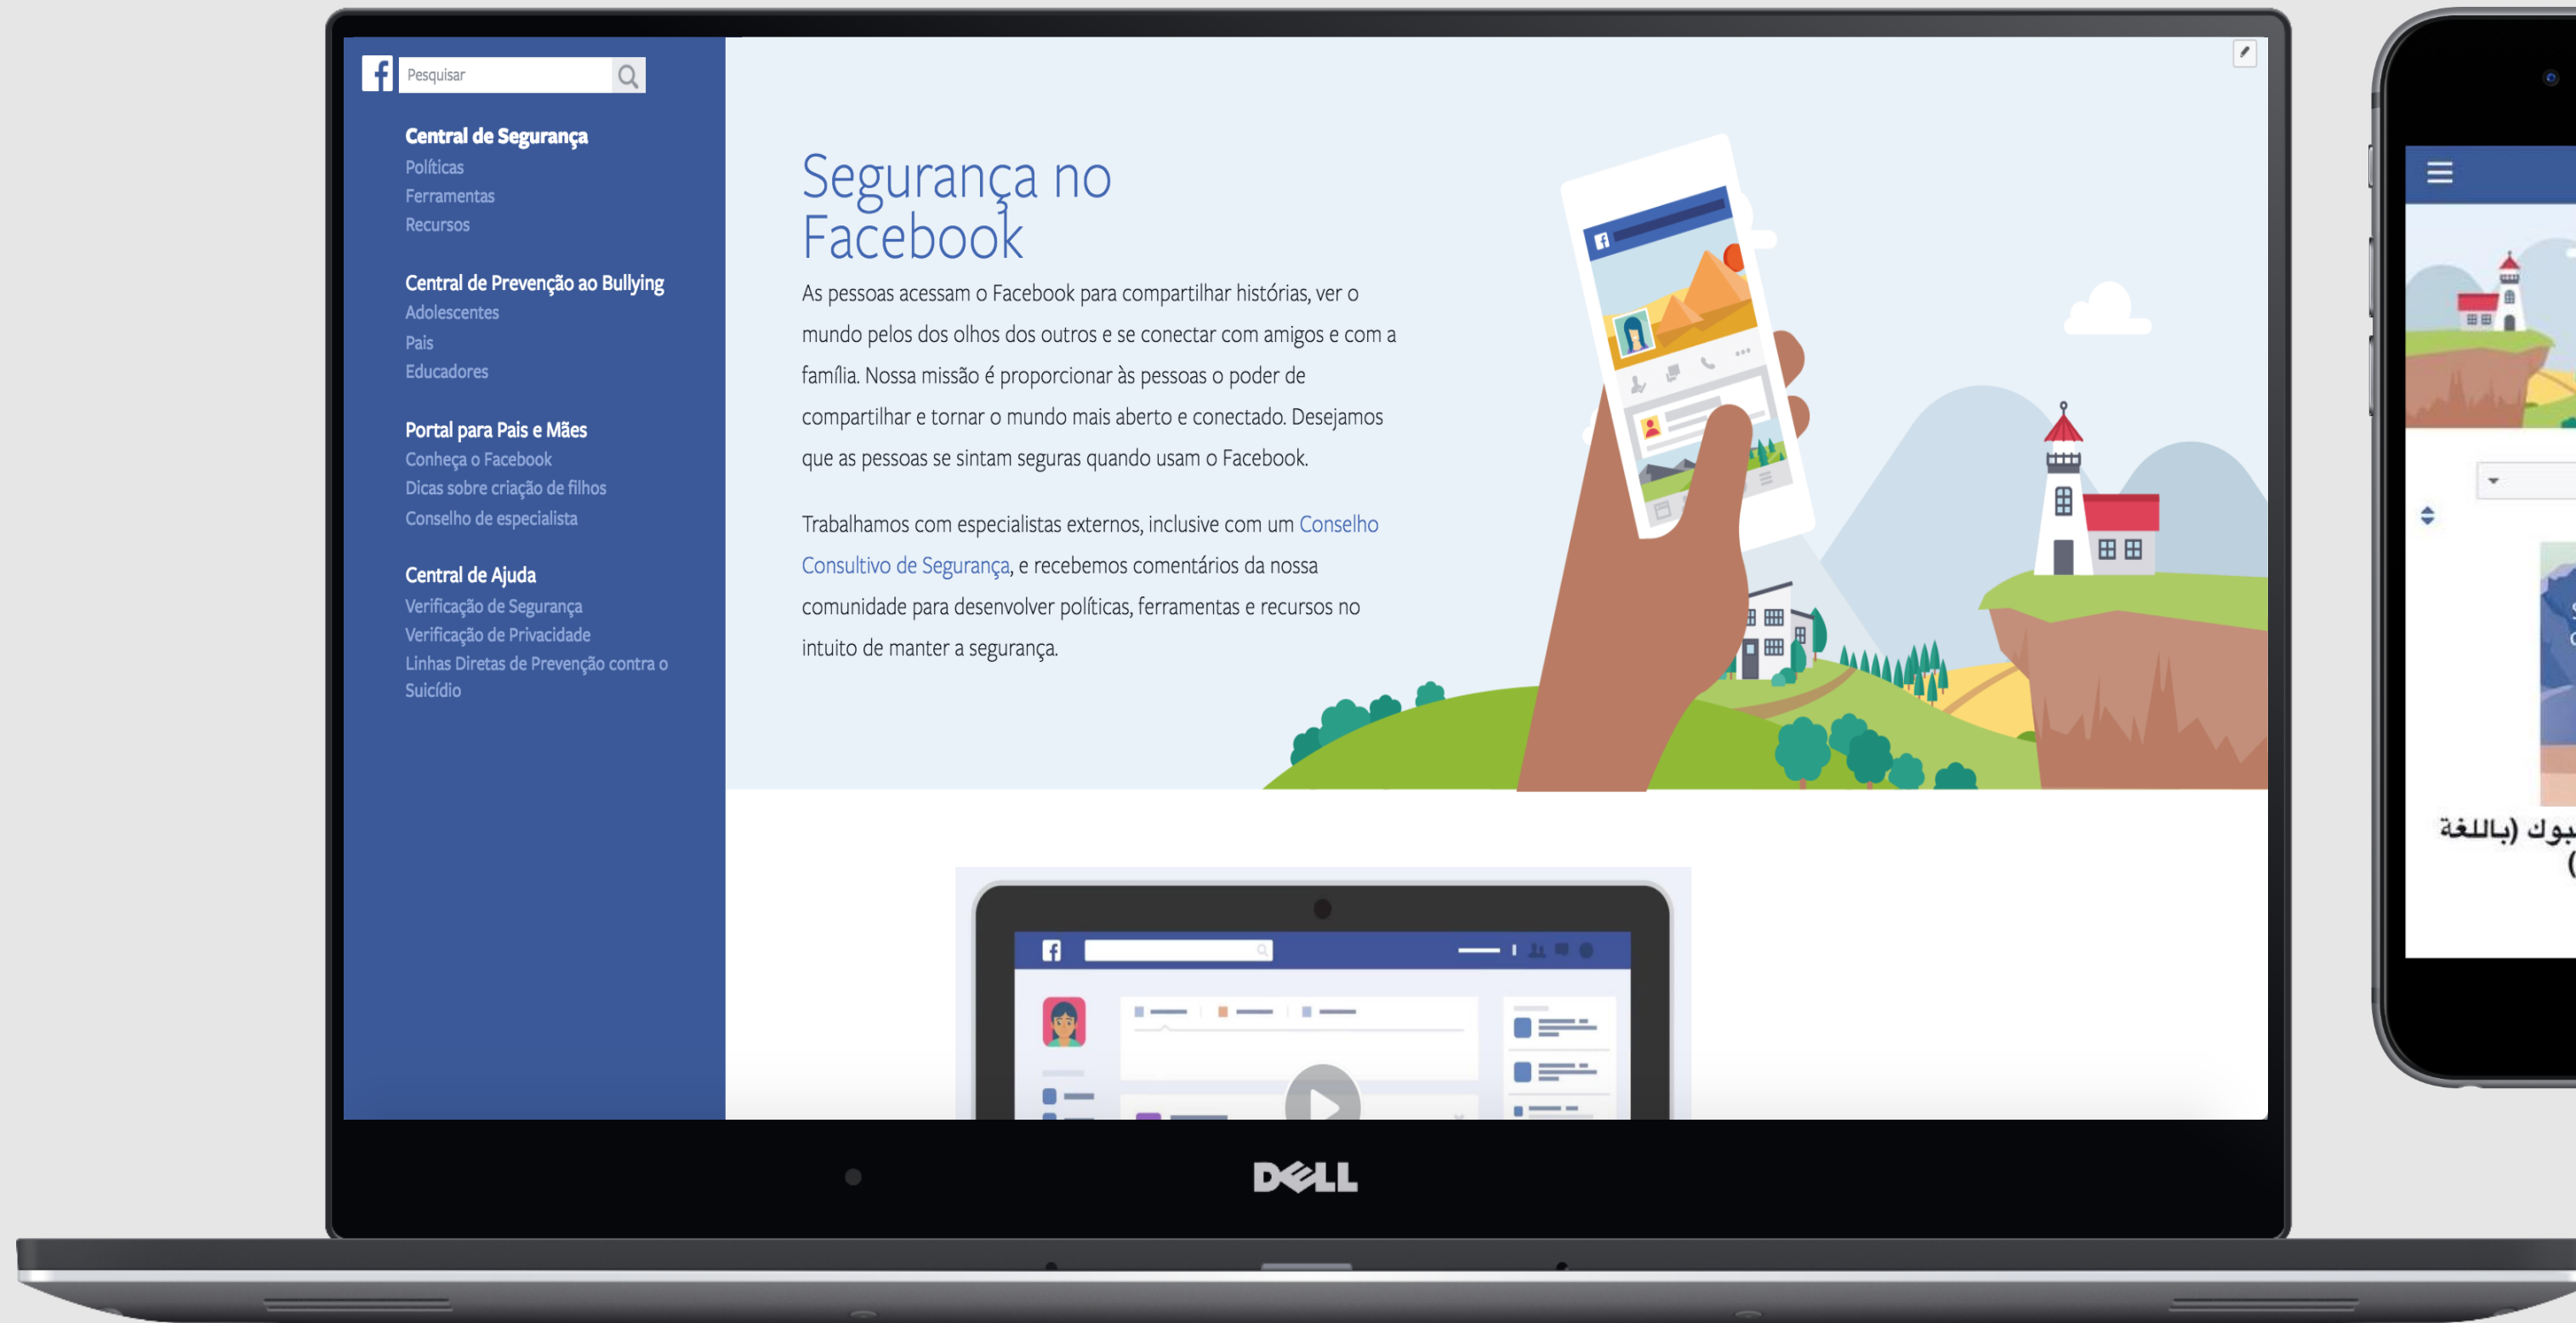 Pesquisar
Central de Segurança
Políticas
Ferramentas
Recursos
Central de Prevenção ao Bullying
Adolescentes
Pais
Educadores
Portal para Pais e Mães
Conheça o Facebook
Dicas sobre criação de filhos
Conselho de especialista
Central de Ajuda
Verificação de Segurança
Verificação de Privacidade
Linhas Diretas de Prevenção contra o
Suicídio
Segurança no
Facebook
As pessoas acessam o Facebook para compartilhar histórias, ver o
mundo pelos dos olhos dos outros e se conectar com amigos e com a
família. Nossa missão é proporcionar às pessoas o poder de
compartilhar e tornar o mundo mais aberto e conectado. Desejamos
que as pessoas se sintam seguras quando usam o Facebook.
Trabalhamos com especialistas externos, inclusive com um Conselho
Consultivo de Segurança, e recebemos comentários da nossa
comunidade para desenvolver políticas, ferramentas e recursos no
intuito de manter a segurança.
DELL
(باللغة